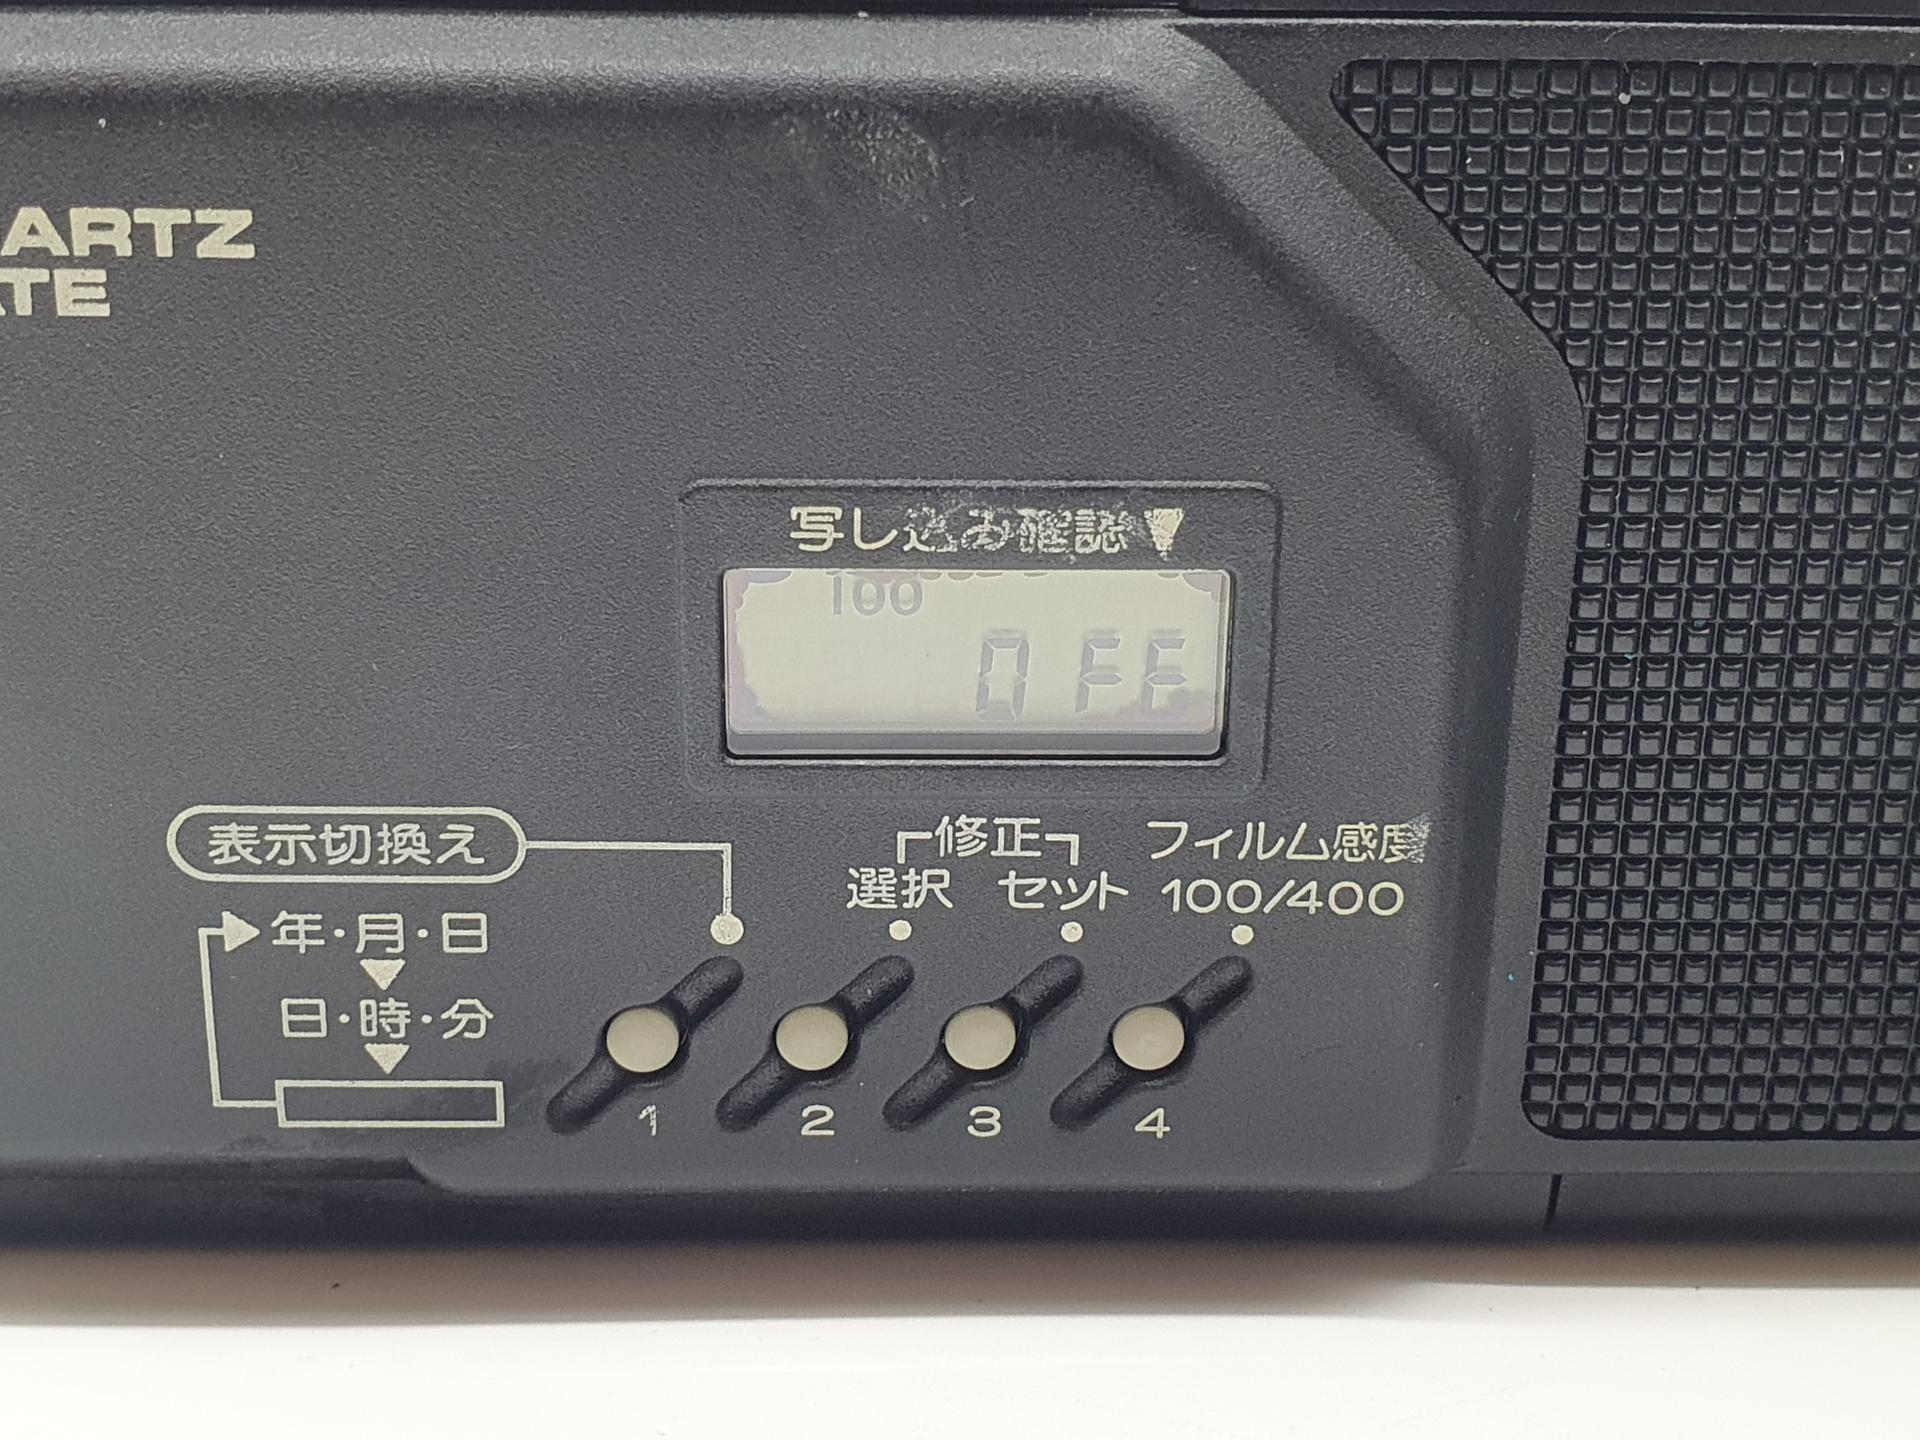 ARTZ
TE
写し込み確認▼
100
OFF
表示切換え
修正
フィルム感度
選択 セット 100/400
年・月・日
日・時・分
1 2 3 4